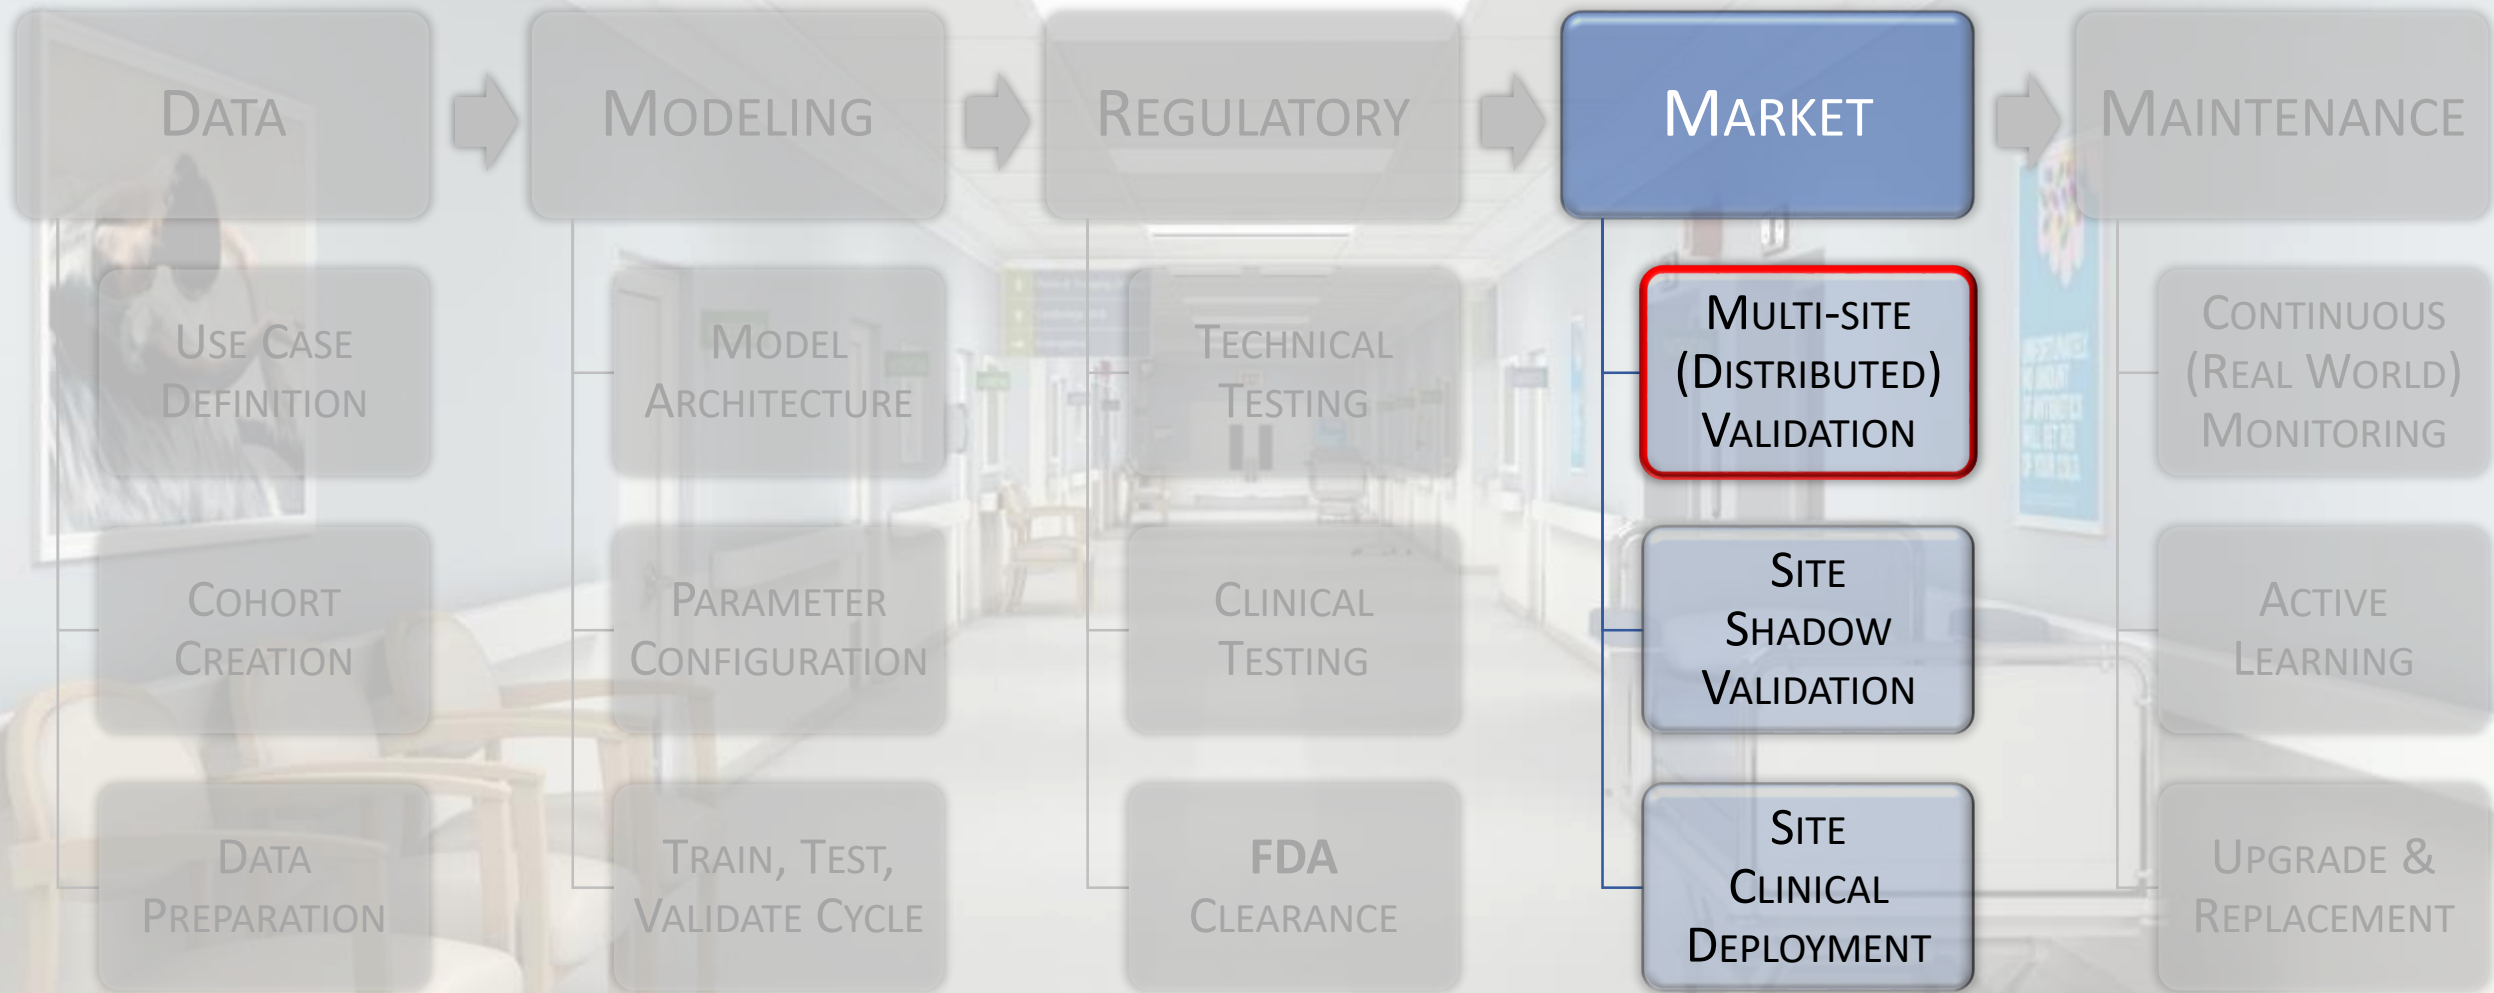 Data
Modeling
Regulatory
Market
Maintenance
Use Case
Definition
Cohort
Creation
Data
Preparation
Model
Architecture
Parameter
Configuration
Train, Test,
Validate Cycle
Technical
Testing
Clinical
Testing
FDA
Clearance
Multi-site
(Distributed)
Validation
Site
Shadow
Validation
Site
Clinical
Deployment
Continuous
(Real World)
Monitoring
Active
Learning
Upgrade &
Replacement